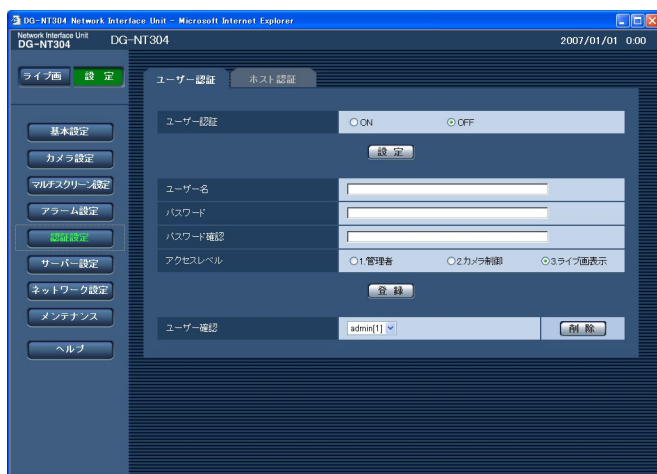 DG-NT304 Network Interface Unit - Microsoft Internet Explorer
Network Interface Unit
DG-NT304 DG-NT304 2007/01/01 0:00
ライブ画 設 定
ユーザー認証 ホスト認証
ユーザー認証 ON OFF
設 定
基本設定
カメラ設定
マルチスクリーン設定
アラーム設定
認証設定
サーバー設定
ネットワーク設定
メンテナンス
ヘルプ
ユーザー名
パスワード
パスワード確認
アクセスレベル 1.管理者 2.カメラ制御 3.ライブ画表示
登 録
ユーザー確認 admin[1] 削 除